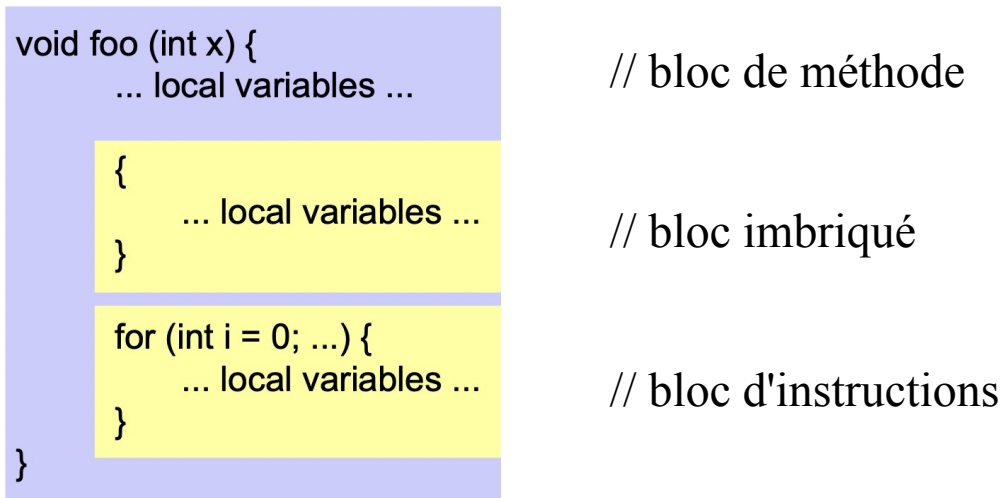 void foo (int x) {
... local variables ...
// bloc de méthode
{
... local variables ...
}
// bloc imbriqué
for (int i = 0; ...) {
... local variables ...
}
// bloc d'instructions
}